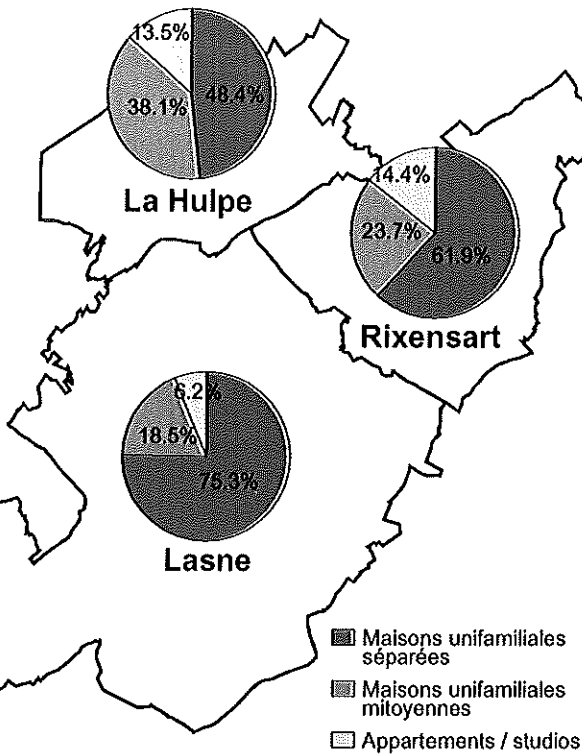 13.5%
48.4%
38.1%
La Hulpe
14.4%
23.7%
61.9%
Rixensart
6.2%
18.5%
75.3%
Lasne
Maisons unifamiliales
séparées
Maisons unifamiliales
mitoyennes
Appartements / studios